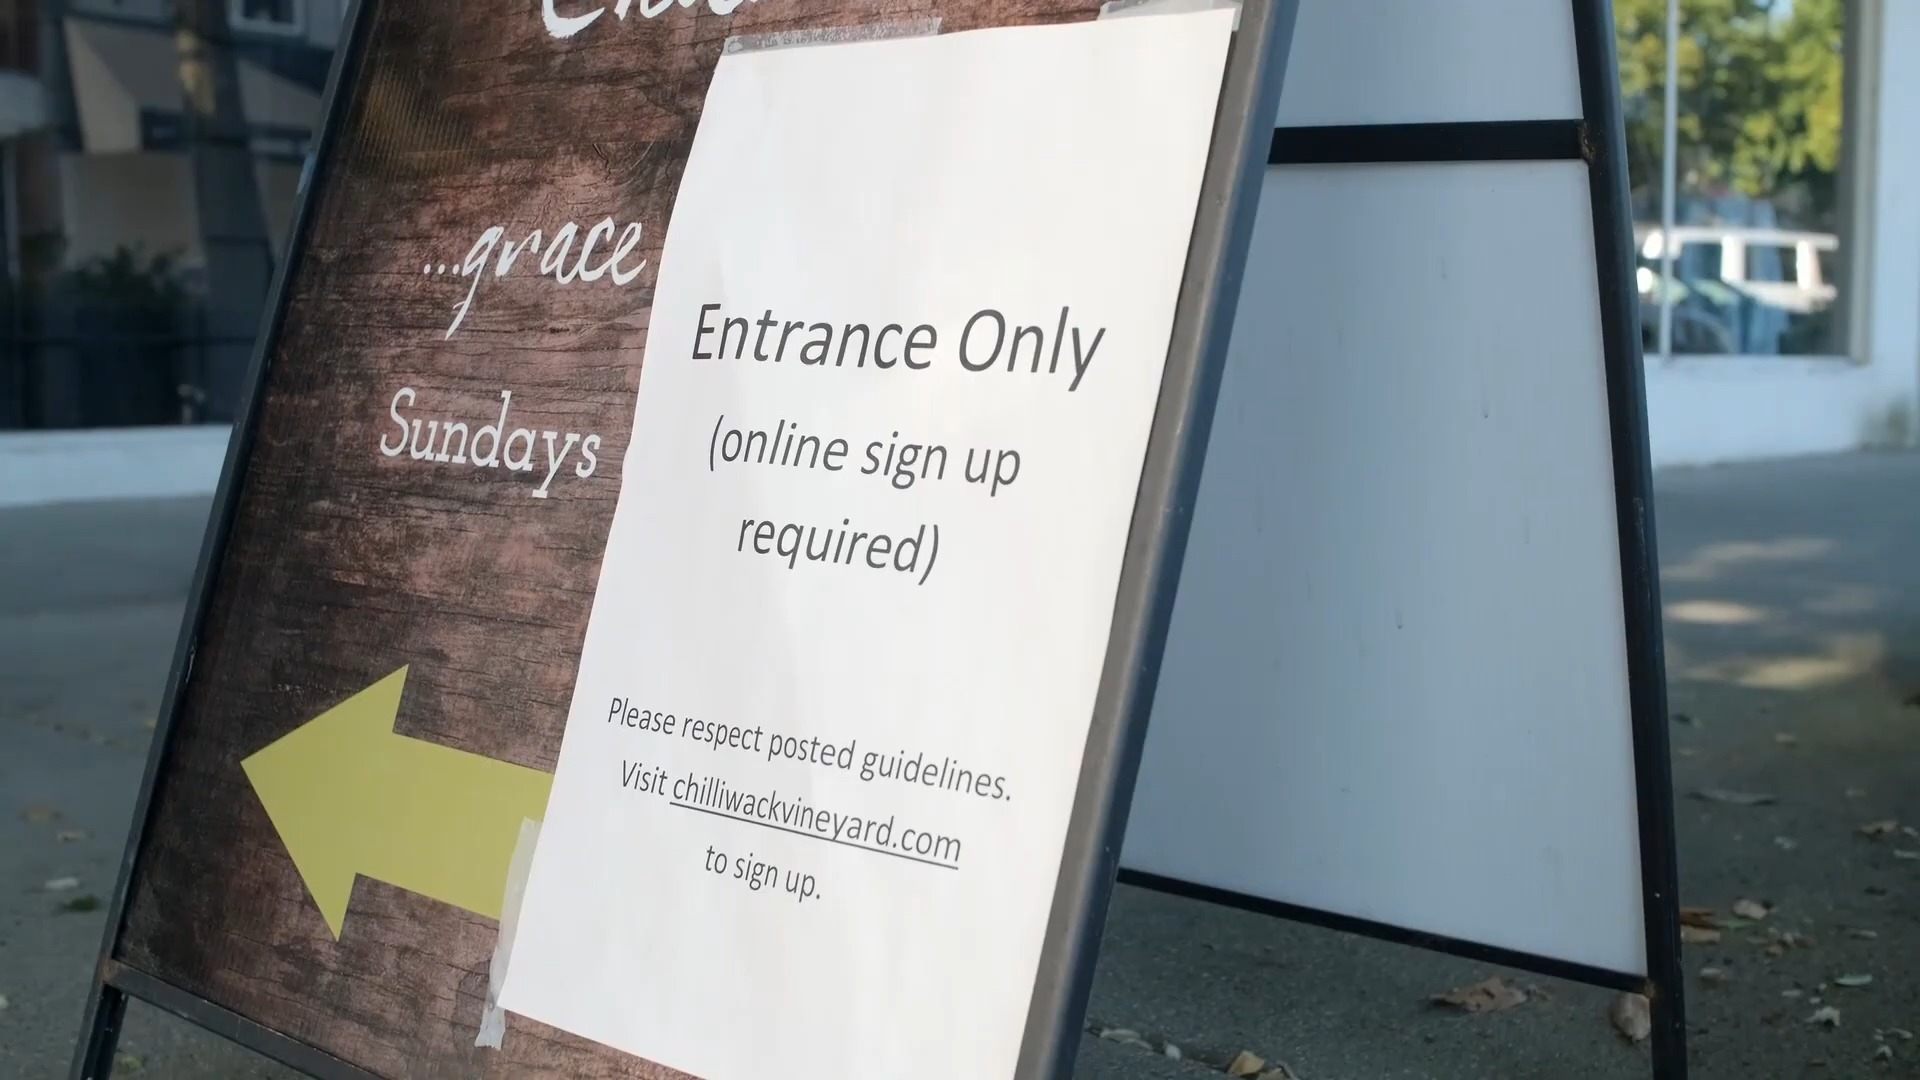 ...grace
Sundays
Entrance Only
(online sign up
required)
Please respect posted guidelines.
Visit chilliwackvineyard.com
to sign up.